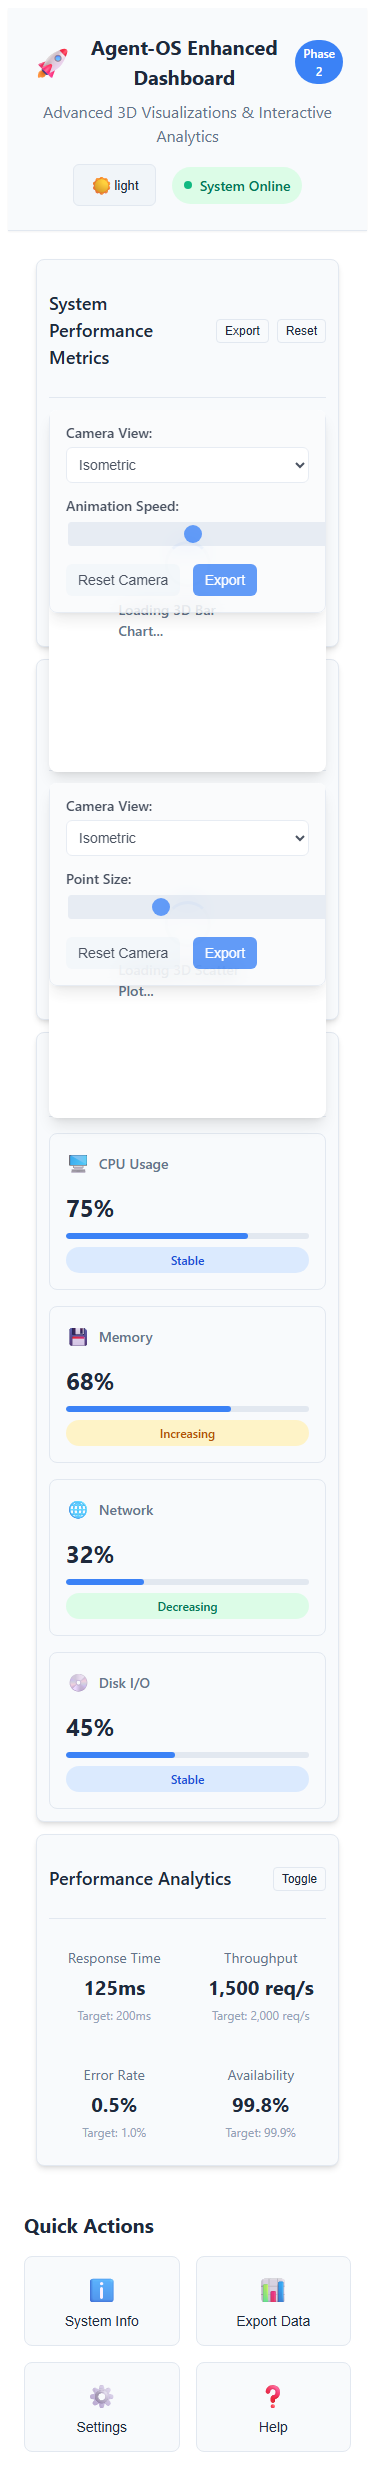 Agent-OS Enhanced
Dashboard
Phase
2
Advanced 3D Visualizations & Interactive
Analytics
light
System Online
System
Performance
Metrics
Export
Reset
Camera View:
Isometric
Animation Speed:
Reset Camera
Export
Loading 3D Bar
Chart...
Camera View:
Isometric
Point Size:
Reset Camera
Export
Loading 3D Scatter
Plot...
CPU Usage
75%
Stable
Memory
68%
Increasing
Network
32%
Decreasing
Disk I/O
45%
Stable
Performance Analytics
Toggle
Response Time
125ms
Target: 200ms
Throughput
1,500 req/s
Target: 2,000 req/s
Error Rate
0.5%
Target: 1.0%
Availability
99.8%
Target: 99.9%
Quick Actions
System Info
Export Data
Settings
Help